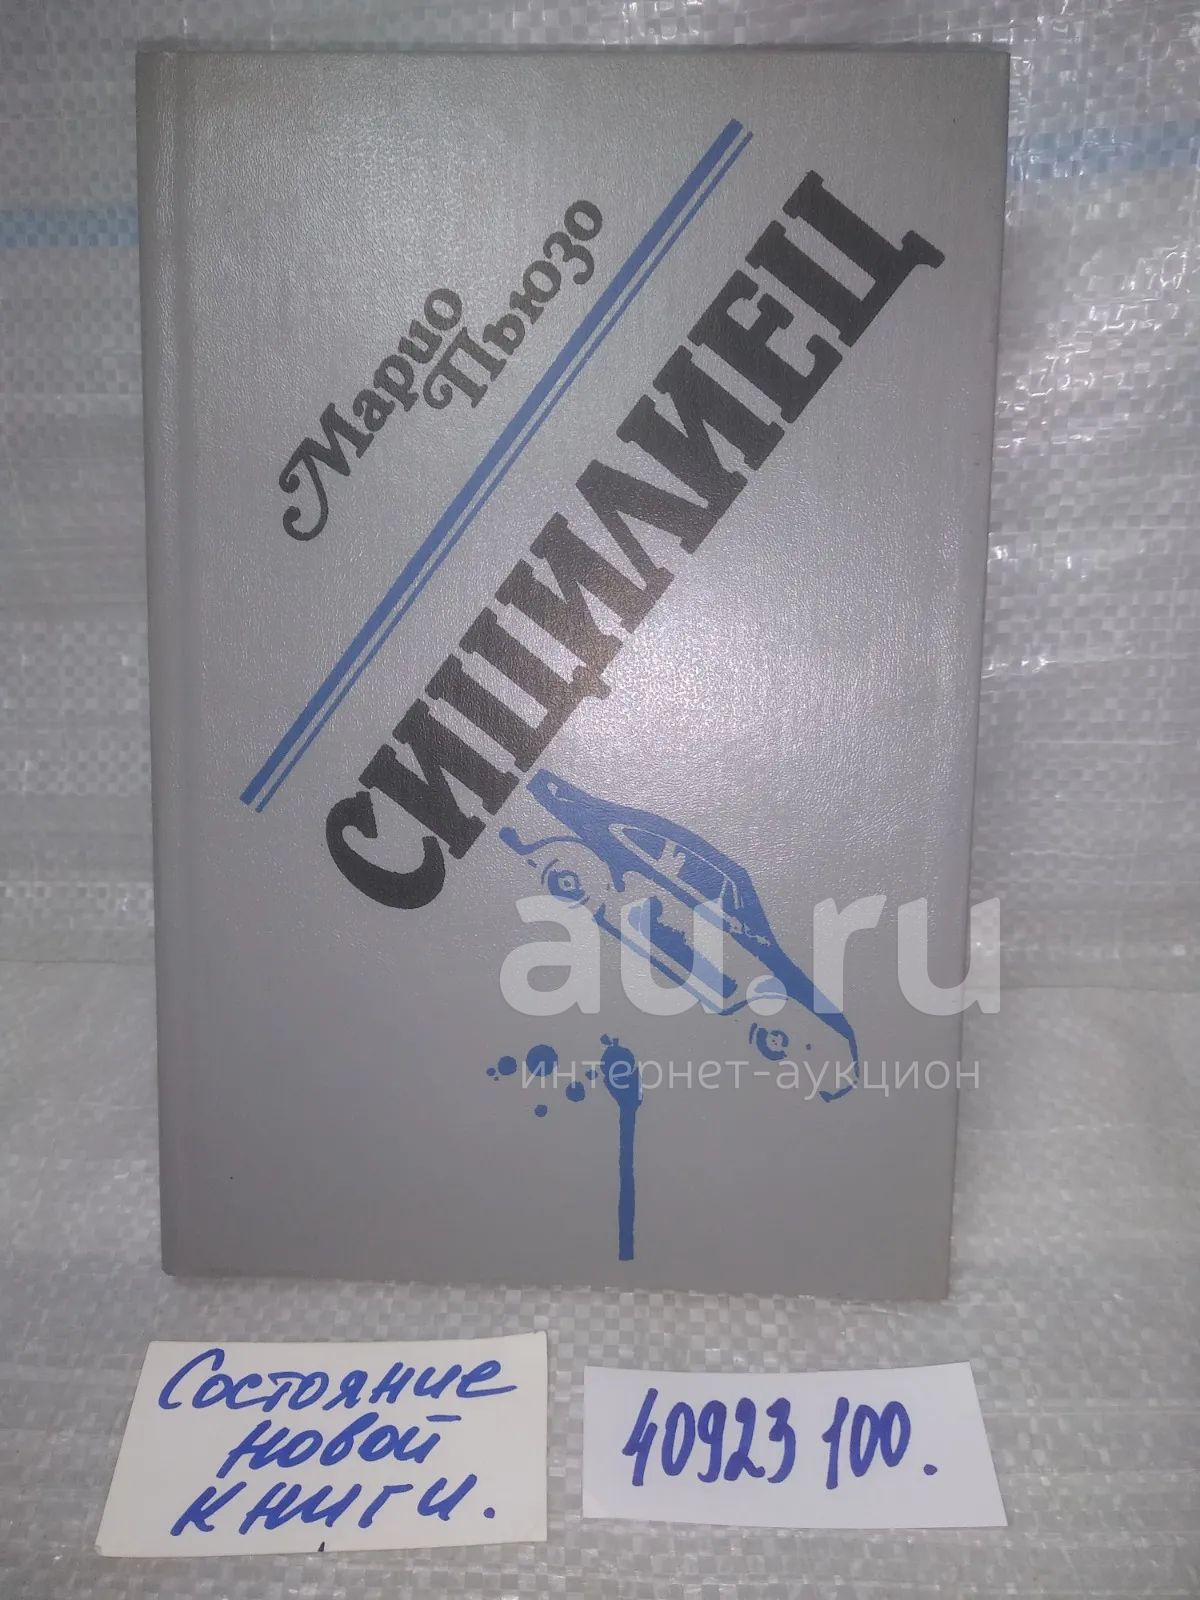 Марио
Пьюзо
СИЦИЛИЕЦ
au.ru
интернет-аукцион
Состояние
новой
книги.
40923 100.